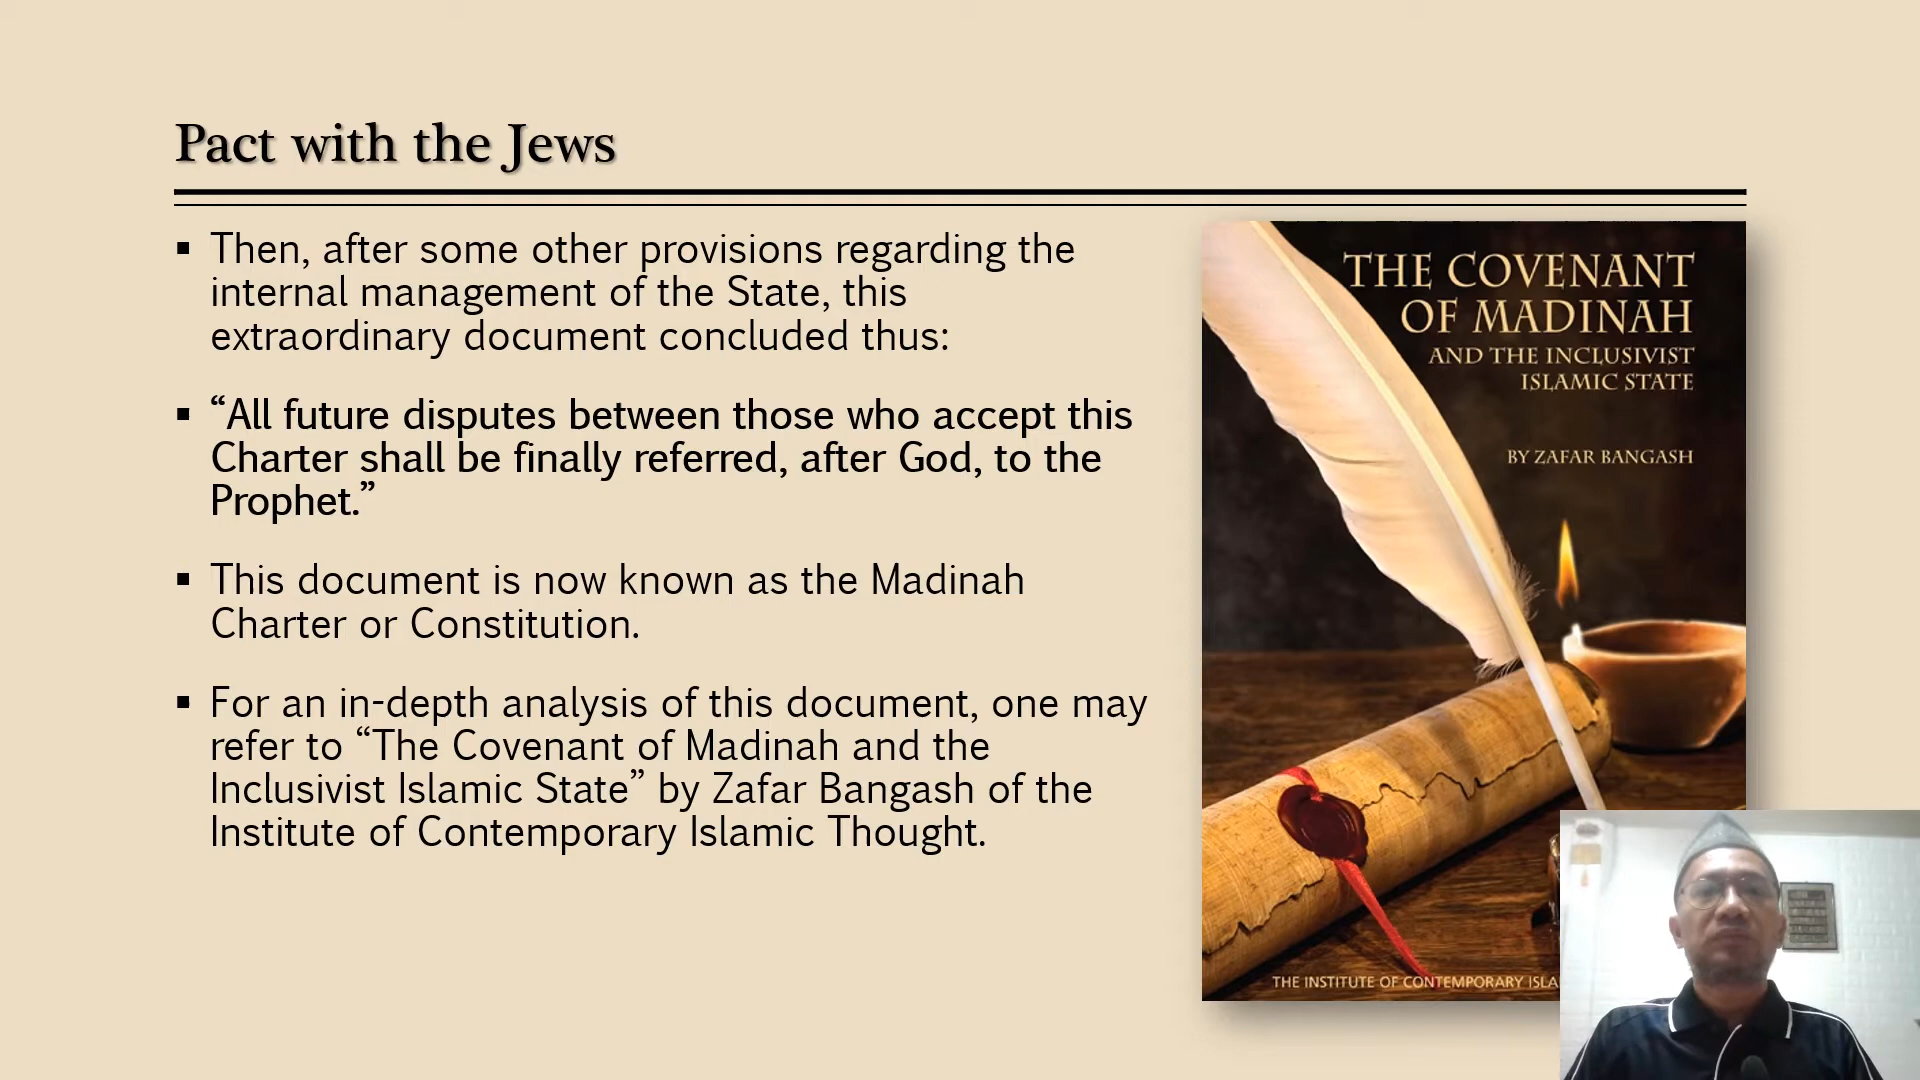 Pact with the Jews
Then, after some other provisions regarding the
internal management of the State, this
extraordinary document concluded thus:
“All future disputes between those who accept this
Charter shall be finally referred, after God, to the
Prophet.”
This document is now known as the Madinah
Charter or Constitution.
For an in-depth analysis of this document, one may
refer to “The Covenant of Madinah and the
Inclusivist Islamic State” by Zafar Bangash of the
Institute of Contemporary Islamic Thought.
THE COVENANT
OF MADINAH
AND THE INCLUSIVIST
ISLAMIC STATE
BY ZAFAR BANGASH
THE INSTITUTE OF CONTEMPORARY ISLA